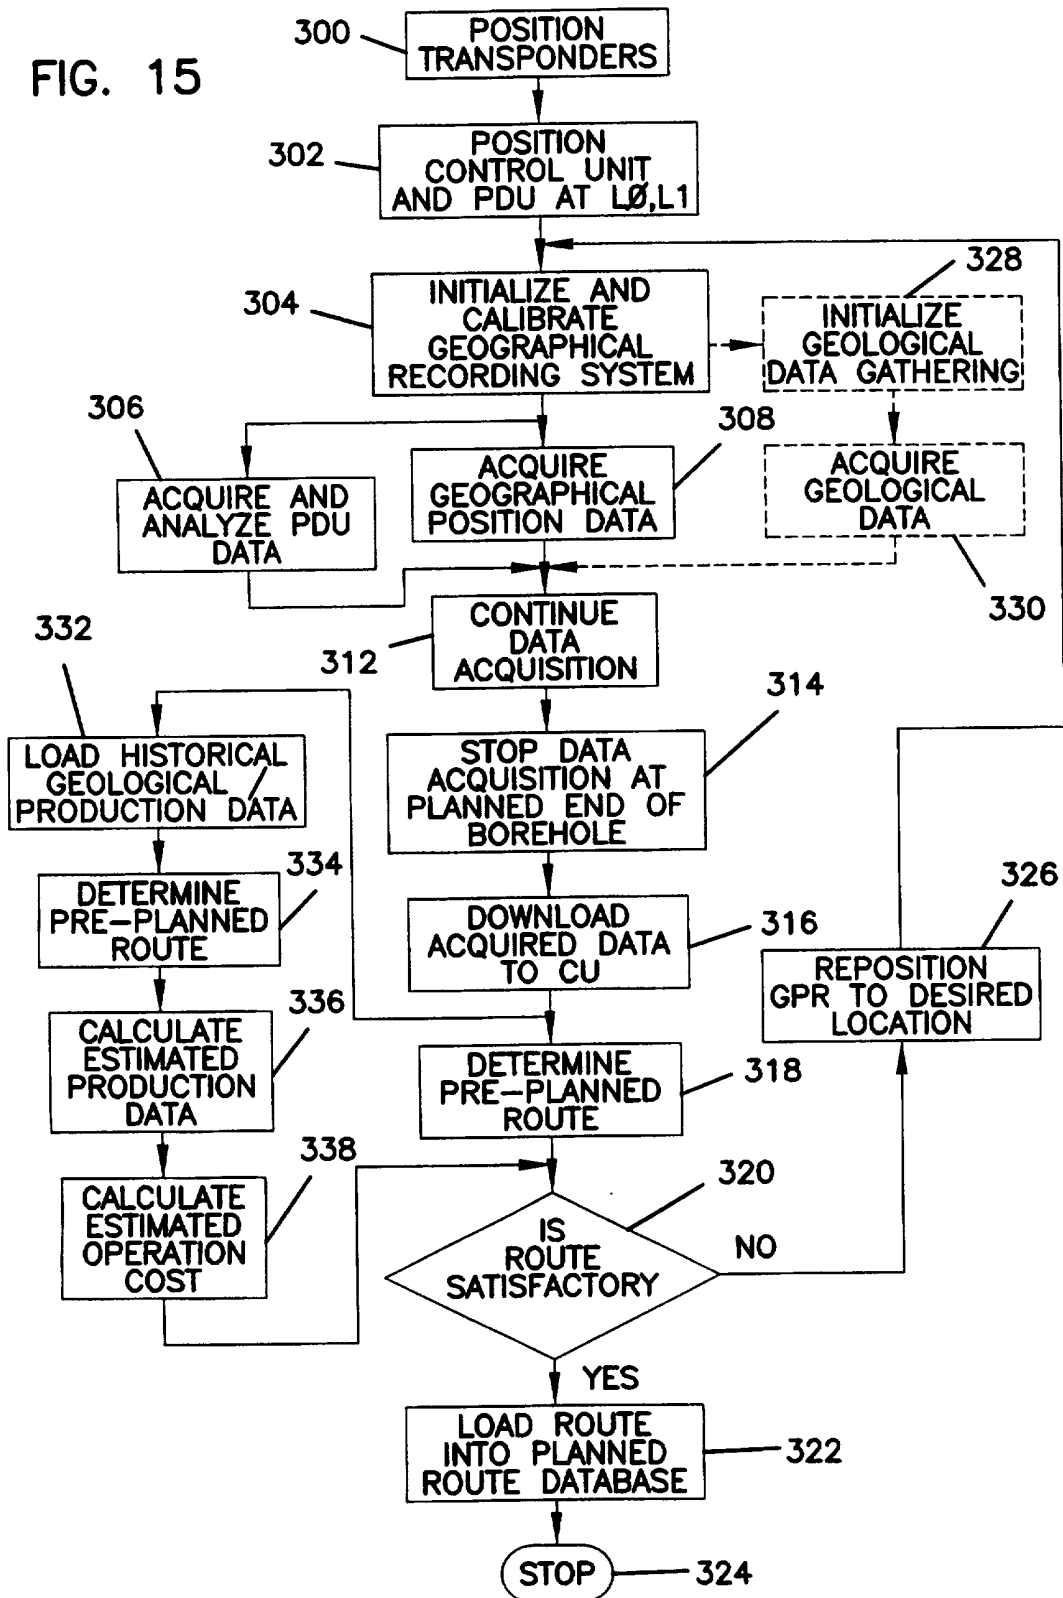 FIG. 15
300
POSITION
TRANSPONDERS
302
POSITION
CONTROL UNIT
AND PDU AT LØ,L1
304
INITIALIZE AND
CALIBRATE
GEOGRAPHICAL
RECORDING SYSTEM
328
INITIALIZE
GEOLOGICAL
DATA GATHERING
306
ACQUIRE AND
ANALYZE PDU
DATA
308
ACQUIRE
GEOGRAPHICAL
POSITION DATA
ACQUIRE
GEOLOGICAL
DATA
330
312
CONTINUE
DATA
ACQUISITION
332
LOAD HISTORICAL
GEOLOGICAL
PRODUCTION DATA
314
STOP DATA
ACQUISITION AT
PLANNED END OF
BOREHOLE
334
DETERMINE
PRE-PLANNED
ROUTE
DOWNLOAD
ACQUIRED DATA
TO CU
316
326
REPOSITION
GPR TO DESIRED
LOCATION
336
CALCULATE
ESTIMATED
PRODUCTION
DATA
DETERMINE
PRE-PLANNED
ROUTE
318
338
CALCULATE
ESTIMATED
OPERATION
COST
320
IS
ROUTE
SATISFACTORY
NO
YES
LOAD ROUTE
INTO PLANNED
ROUTE DATABASE
322
STOP
324